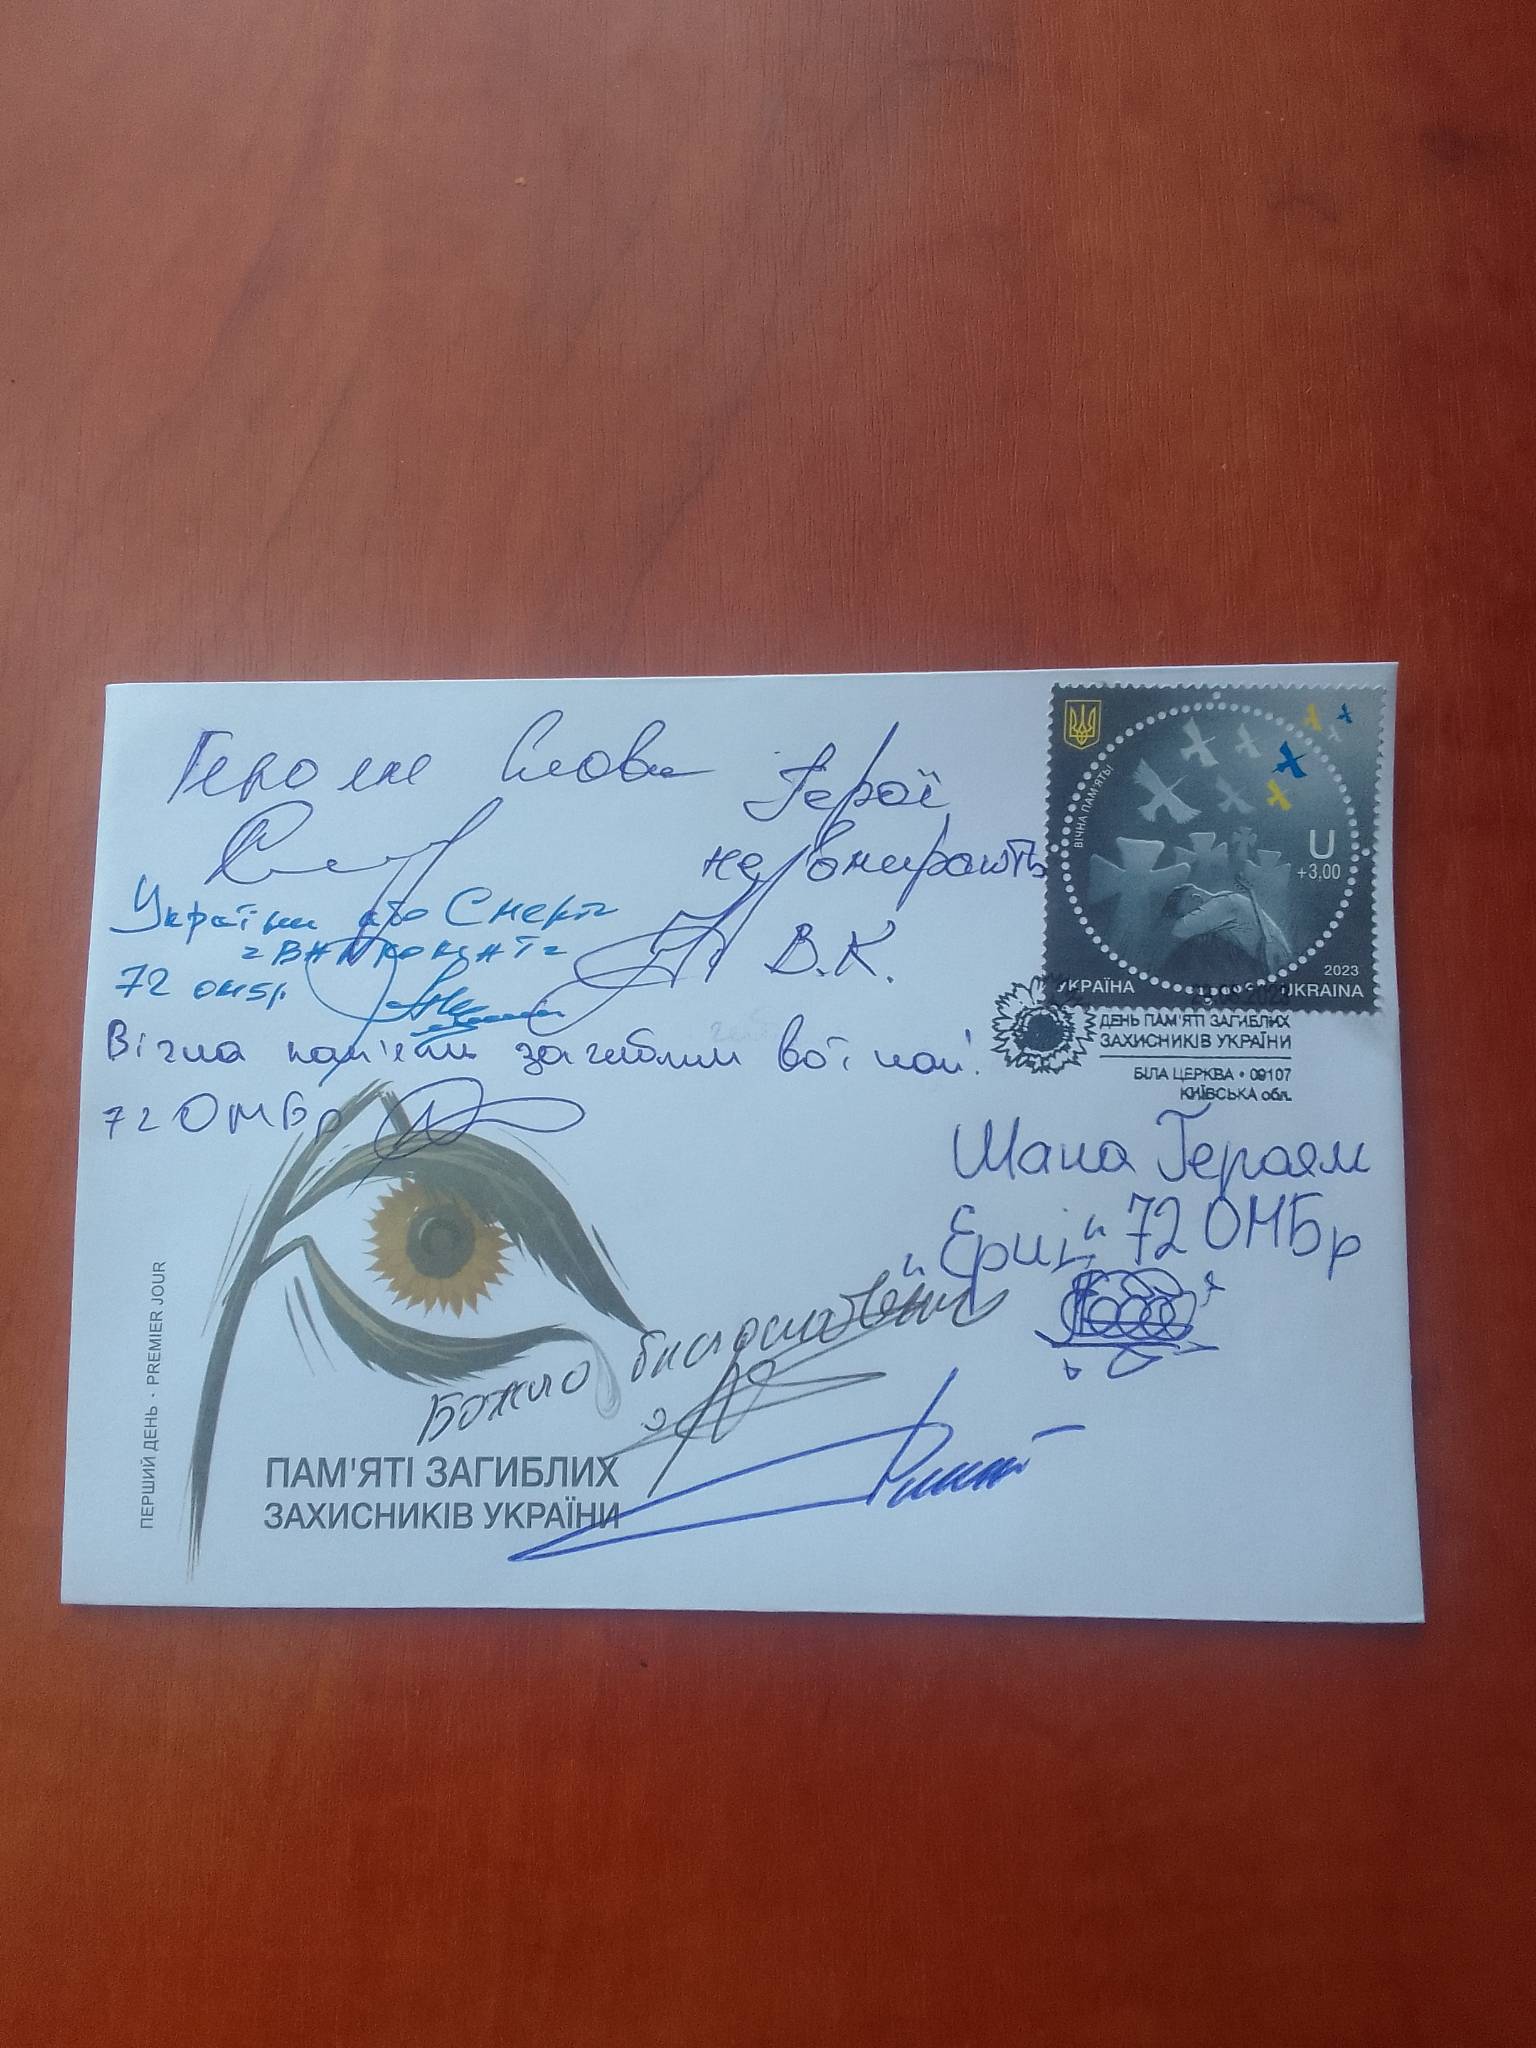 Героям Слава
Герої
не вмирають
В.К.
Україна або Смерть
72 ОМБр
Вічна пам'ять загиблим воїнам!
72 ОМБр
ВІЧНА ПАМ'ЯТЬ!
U
+3,00
2023
УКРАЇНА
UKRAINA
ДЕНЬ ПАМ'ЯТІ ЗАГИБЛИХ
ЗАХИСНИКІВ УКРАЇНИ
БІЛА ЦЕРКВА • 09107
КИЇВСЬКА обл.
Шана Героям
72 ОМБр
Божого благословення
ПЕРШИЙ ДЕНЬ · PREMIER JOUR
ПАМ'ЯТІ ЗАГИБЛИХ
ЗАХИСНИКІВ УКРАЇНИ